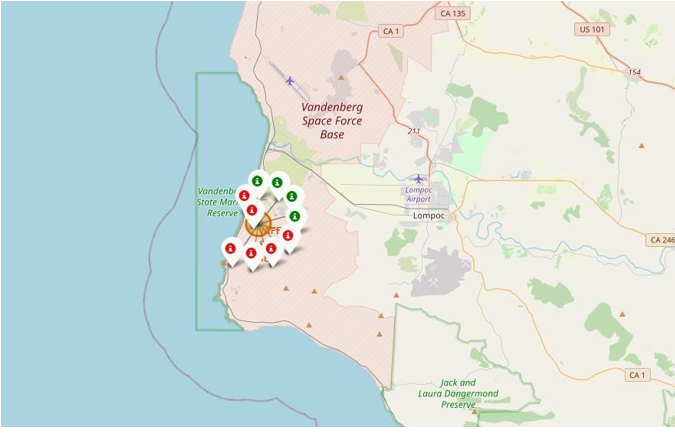 CA 135
CA 1
US 101
154
Vandenberg
Space Force
Base
211
Lompoc
Airport
Lompoc
State
Reserve
CA 246
CA 1
Jack and
Laura Dangermond
Preserve